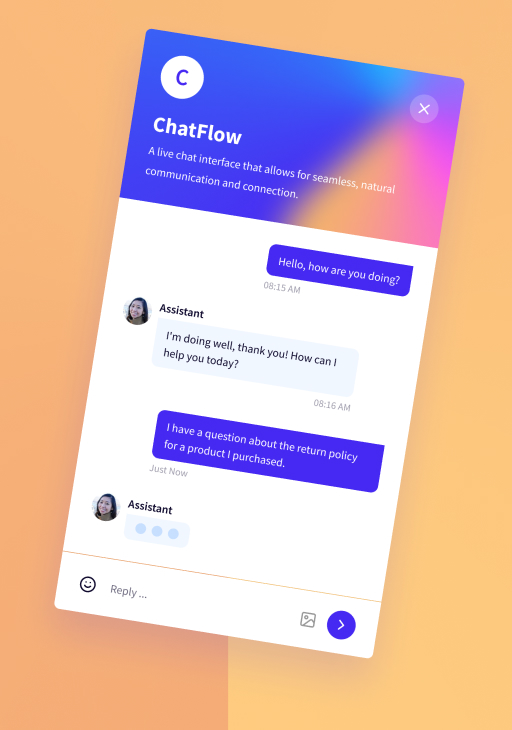 C
ChatFlow
A live chat interface that allows for seamless, natural
communication and connection.
Hello, how are you doing?
08:15 AM
Assistant
I'm doing well, thank you! How can I
help you today?
08:16 AM
I have a question about the return policy
for a product I purchased.
Just Now
Assistant
Reply ...